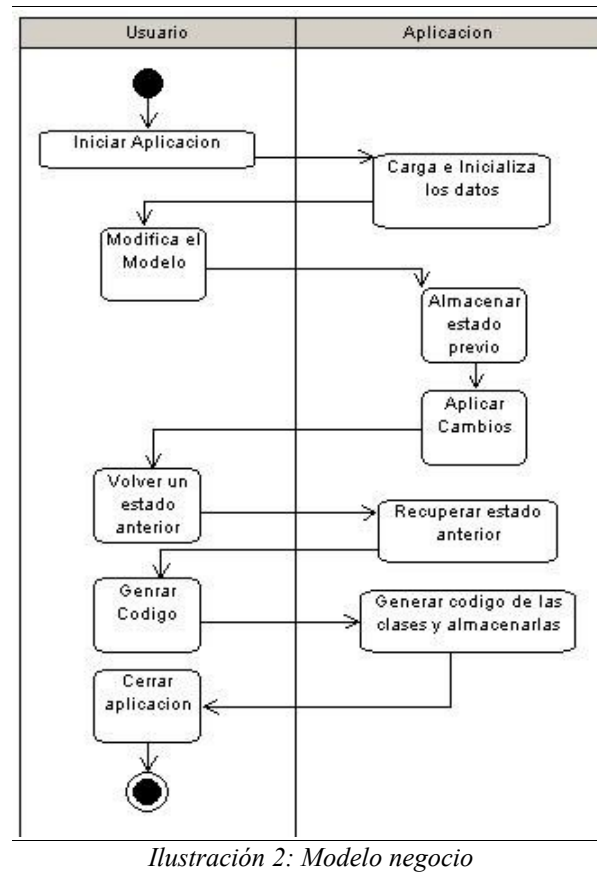 Usuario
Aplicacion
Iniciar Aplicacion
Carga e Inicializa
los datos
Modifica el
Modelo
Almacenar
estado
previo
Aplicar
Cambios
Volver un
estado
anterior
Recuperar estado
anterior
Genrar
Codigo
Generar codigo de las
clases y almacenarlas
Cerrar
aplicacion
Ilustración 2: Modelo negocio